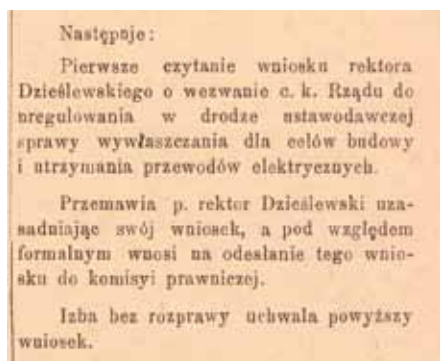 Następuje:
Pierwsze czytanie wniosku rektora
Dzieślewskiego o wezwanie c. k. Rządu do
uregulowania w drodze ustawodawczej
sprawy wywłaszczania dla celów budowy
i utrzymania przewodów elektrycznych.
Przemawia p. rektor Dzieślewski uza-
sadniając swój wniosek, a pod względem
formalnym wnosi na odesłanie tego wnio-
sku do komisyi prawniczej.
Izba bez rozprawy uchwala powyższy
wniosek.